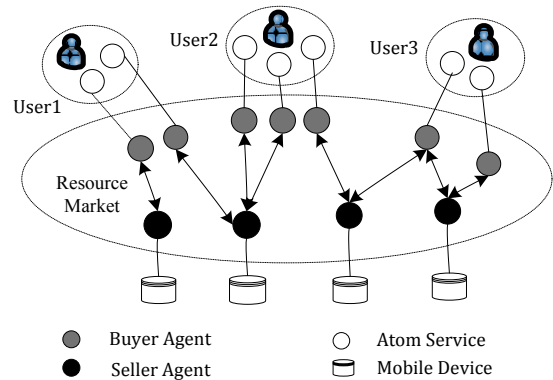 User1
User2
User3
Resource
Market
Buyer Agent
Atom Service
Seller Agent
Mobile Device